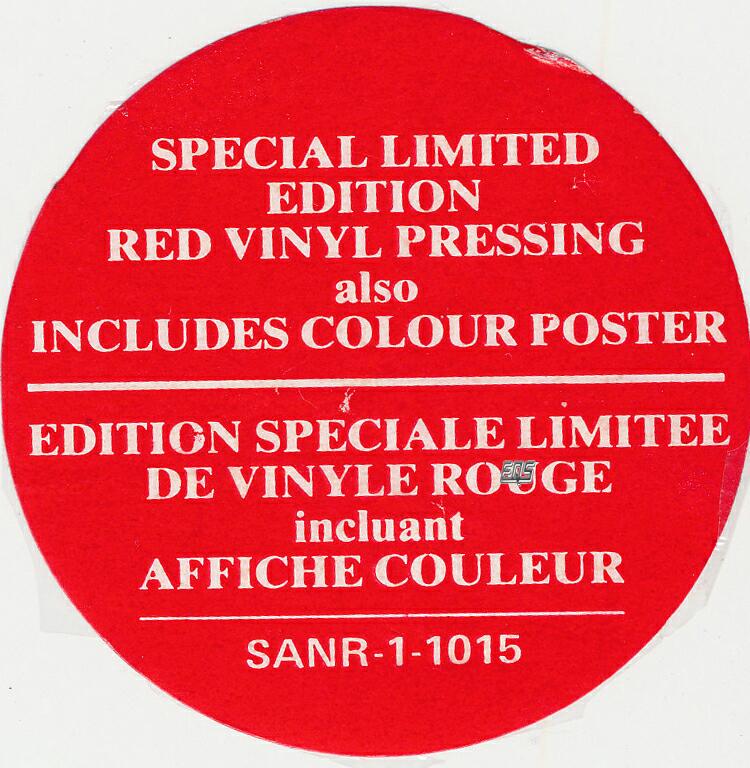 SPECIAL LIMITED
EDITION
RED VINYL PRESSING
also
INCLUDES COLOUR POSTER
EDITION SPECIALE LIMITEE
DE VINYLE ROUGE
incluant
AFFICHE COULEUR
SANR-1-1015